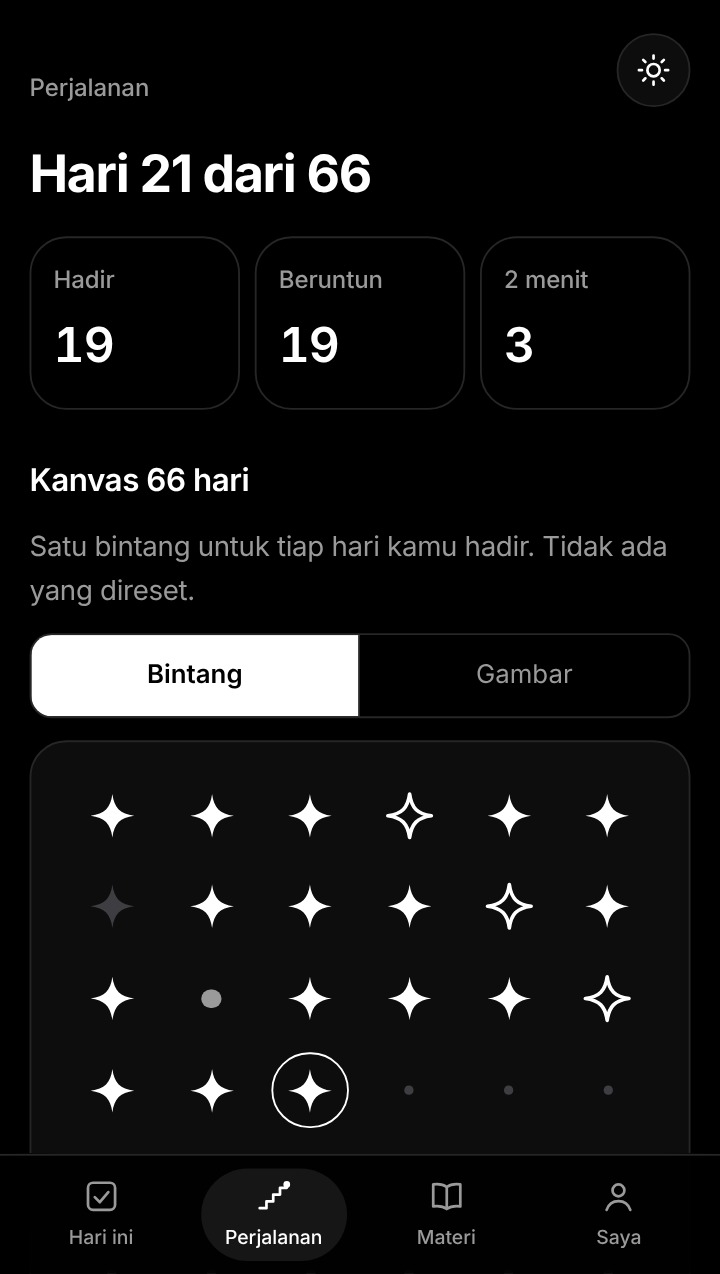 Perjalanan
Hari 21 dari 66
Hadir
19
Beruntun
19
2 menit
3
Kanvas 66 hari
Satu bintang untuk tiap hari kamu hadir. Tidak ada
yang direset.
Bintang
Gambar
Hari ini
Perjalanan
Materi
Saya